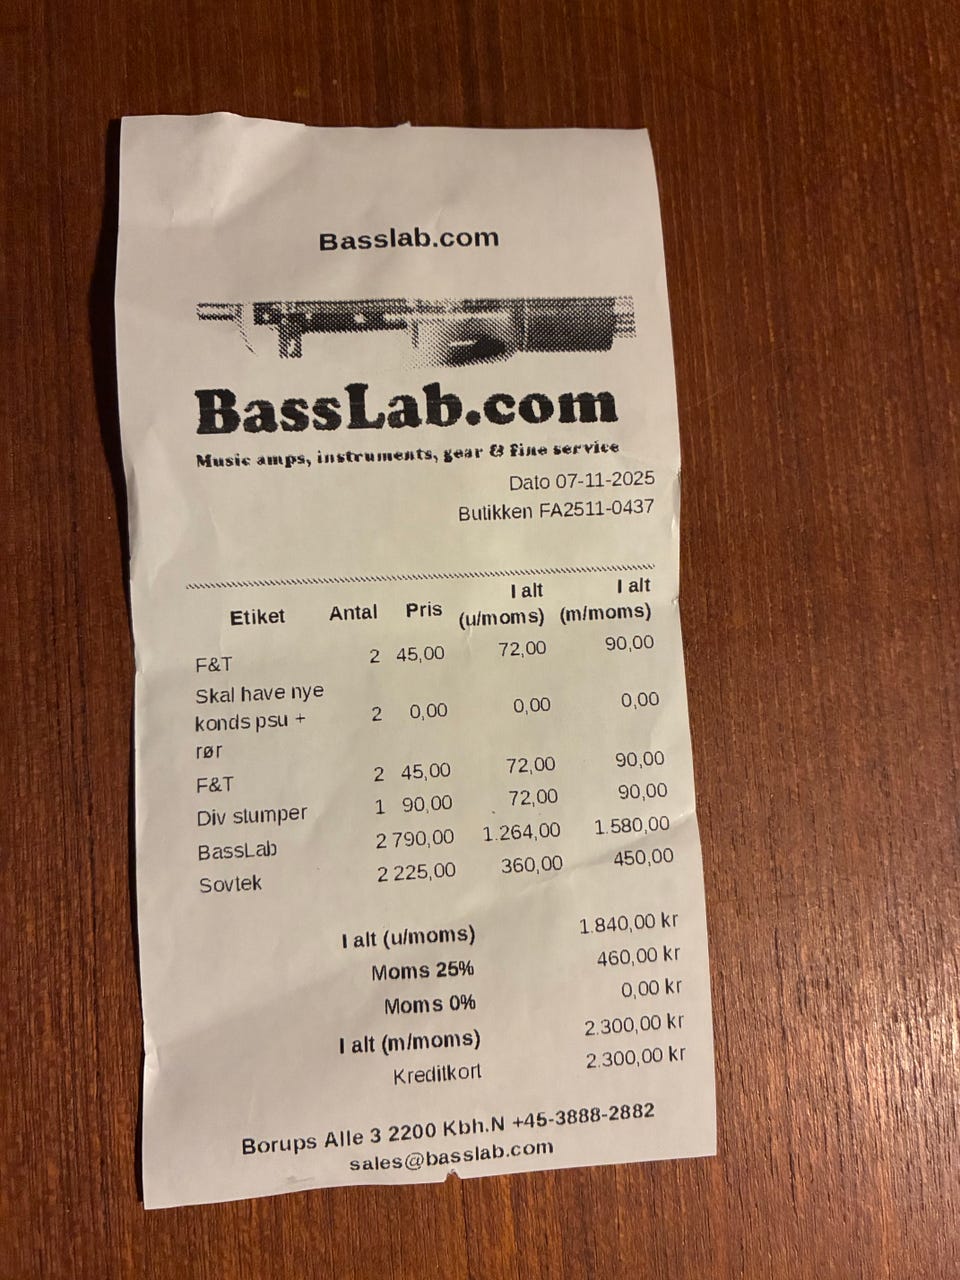 Basslab.com
BassLab.com
Music amps, instruments, gear & fine service
Dato 07-11-2025
Butikken FA2511-0437
Etiket Antal Pris I alt (u/moms) I alt (m/moms)
F&T 2 45,00 72,00 90,00
Skal have nye
konds psu + 2 0,00 0,00 0,00
rør
F&T 2 45,00 72,00 90,00
Div stumper 1 90,00 72,00 90,00
BassLab 2 790,00 1.264,00 1.580,00
Sovtek 2 225,00 360,00 450,00
I alt (u/moms) 1.840,00 kr
Moms 25% 460,00 kr
Moms 0% 0,00 kr
I alt (m/moms) 2.300,00 kr
Kreditkort 2.300,00 kr
Borups Alle 3 2200 Kbh.N +45-3888-2882
sales@basslab.com